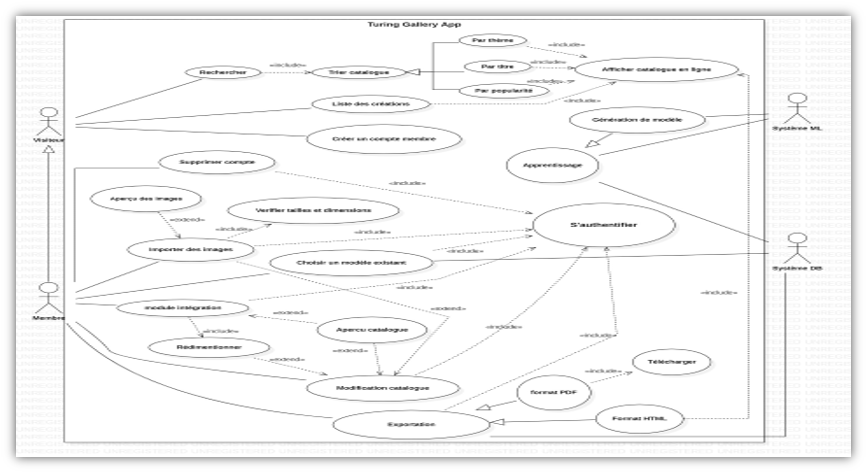 Turing Gallery App
Par thème
«include»
Par titre
«include»
Afficher catalogue en ligne
Rechercher
«include»
Trier catalogue
Par popularité
«include»
Liste des créations
«include»
Génération de modèle
Système ML
Visiteur
Créer un compte membre
Supprimer compte
Apprentissage
«include»
Aperçu des images
Verifier tailles et dimensions
«extend»
«include»
S'authentifier
«include»
Importer des images
«include»
Choisir un modèle existant
Système DB
«include»
«include»
Membre
module intégration
«extend»
«extend»
Aperçu catalogue
«include»
«include»
«include»
Rédimentionner
«extend»
«extend»
Télécharger
«include»
Modification catalogue
format PDF
Exportation
Format HTML
UNREGISTERED